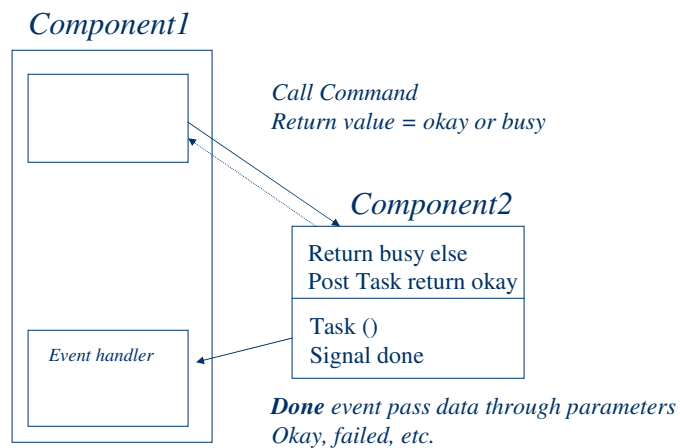 Component1
Call Command
Return value = okay or busy
Component2
Return busy else
Post Task return okay
Task ()
Signal done
Event handler
Done event pass data through parameters
Okay, failed, etc.